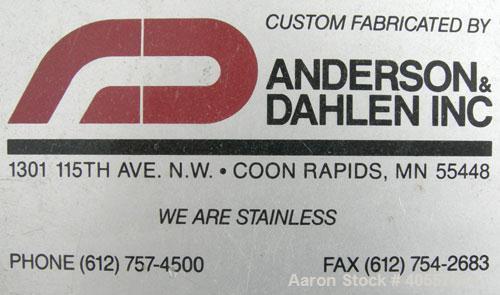 CUSTOM FABRICATED BY
ANDERSON &
DAHLEN INC
1301 115TH AVE. N.W. • COON RAPIDS, MN 55448
WE ARE STAINLESS
PHONE (612) 757-4500 FAX (612) 754-2683
Aaron Stock #